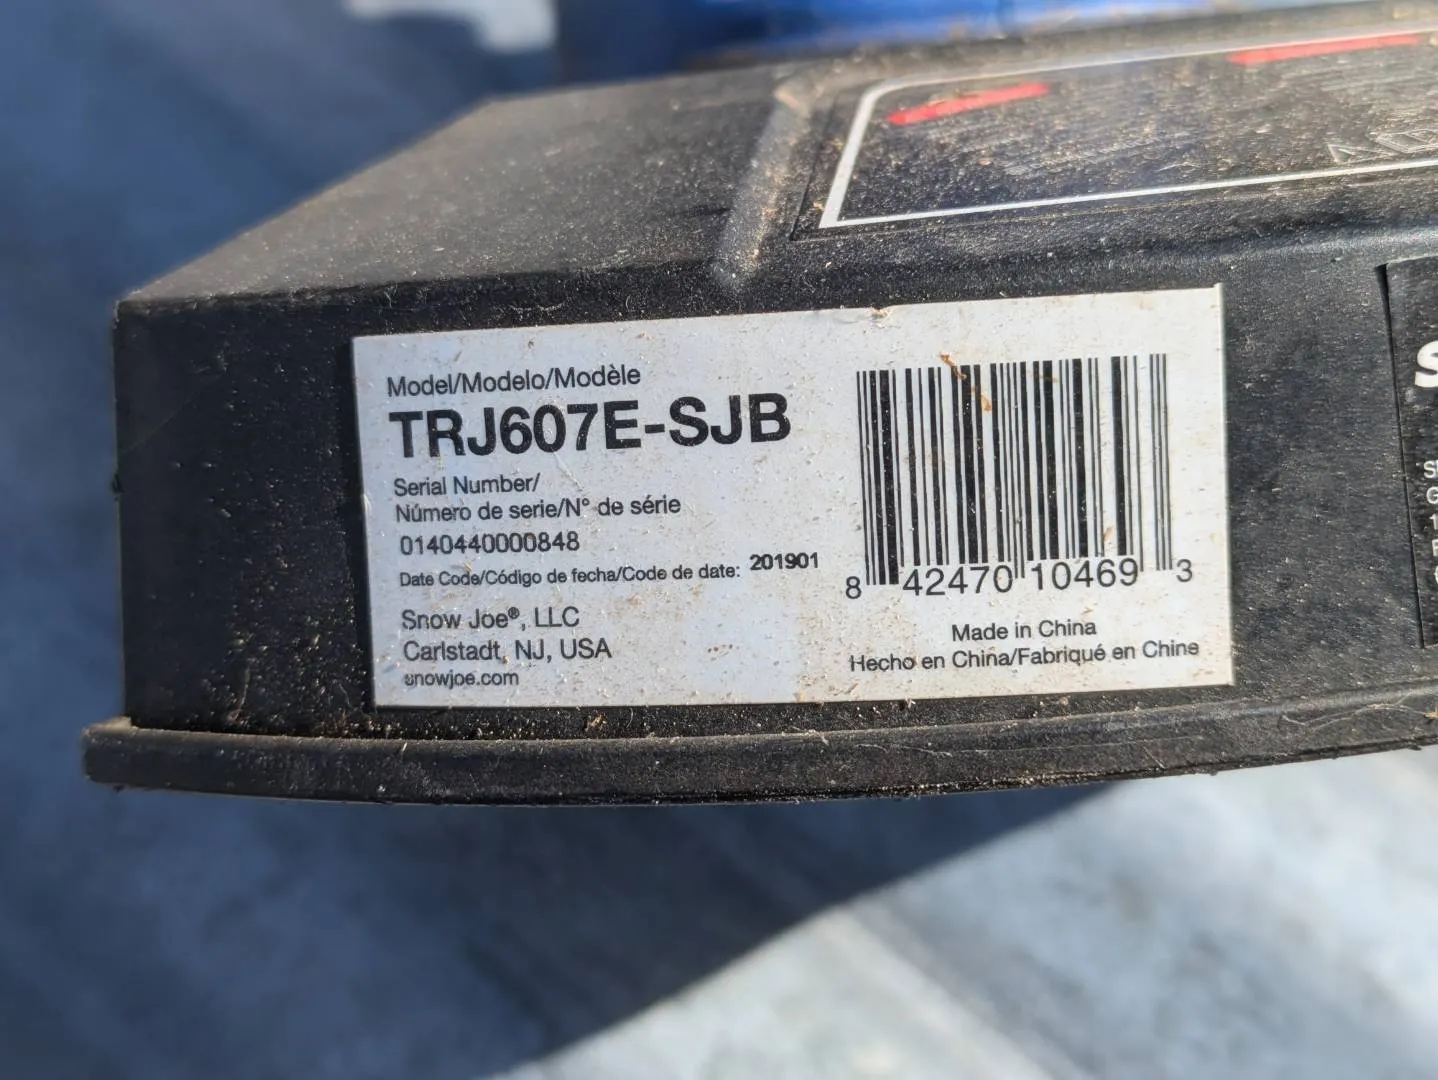 Model/Modelo/Modèle
TRJ607E-SJB
Serial Number/
Número de serie/N° de série
0140440000848
Date Code/Código de fecha/Code de date: 201901
Snow Joe®, LLC
Carlstadt, NJ, USA
snowjoe.com
8 42470 10469 3
Made in China
Hecho en China/Fabriqué en Chine